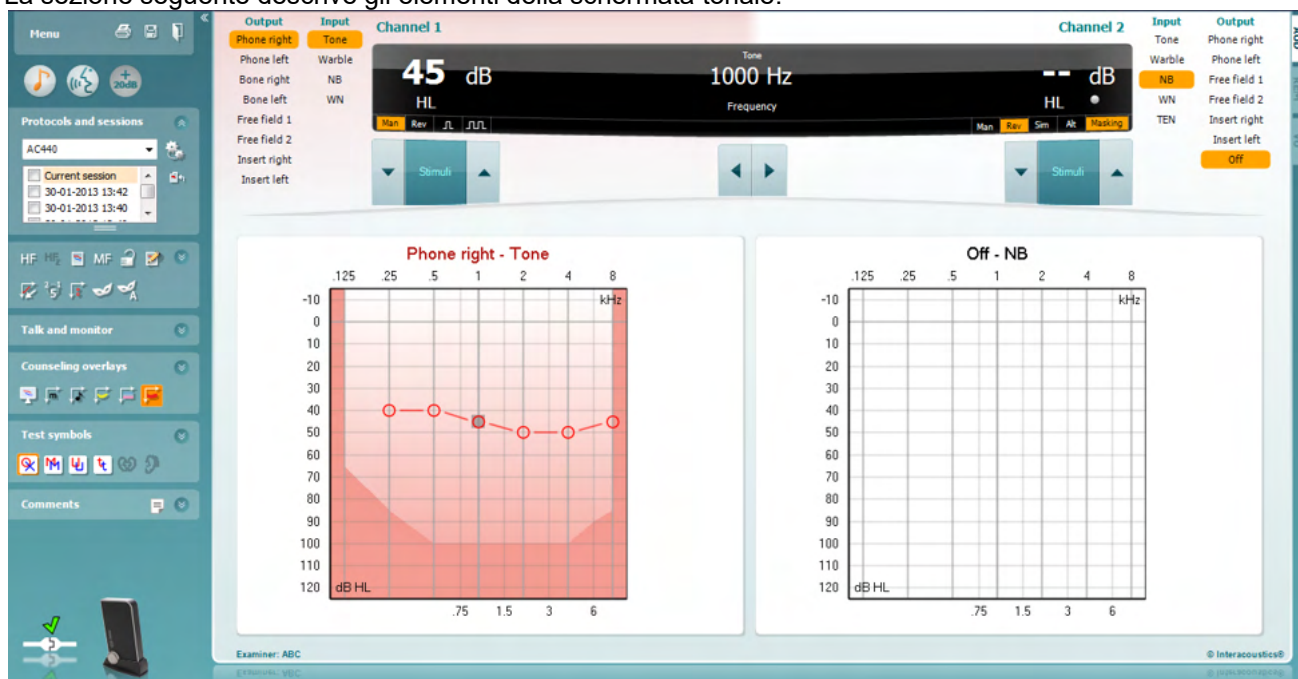 La sezione seguente descrive gli elementi della schermata tonale.
Menu
+20dB
Protocols and sessions
AC440
Current session
30-01-2013 13:42
30-01-2013 13:40
HF HF2 MF
Talk and monitor
Counseling overlays
Test symbols
Comments
Output Input
Phone right Tone
Phone left Warble
Bone right NB
Bone left WN
Free field 1
Free field 2
Insert right
Insert left
Channel 1
Channel 2
45 dB
HL
Man Rev
Tone
1000 Hz
Frequency
-- dB
HL
Man Rev Sim Alt Masking
Stimuli
Stimuli
Input Output
Tone Phone right
Warble Phone left
NB Free field 1
WN Free field 2
TEN Insert right
Insert left
Off
AUD
Phone right - Tone
.125 .25 .5 1 2 4 8
kHz
-10
0
10
20
30
40
50
60
70
80
90
100
110
120
dB HL
.75 1.5 3 6
Off - NB
.125 .25 .5 1 2 4 8
kHz
-10
0
10
20
30
40
50
60
70
80
90
100
110
120
dB HL
.75 1.5 3 6
Examiner: ABC
© Interacoustics®